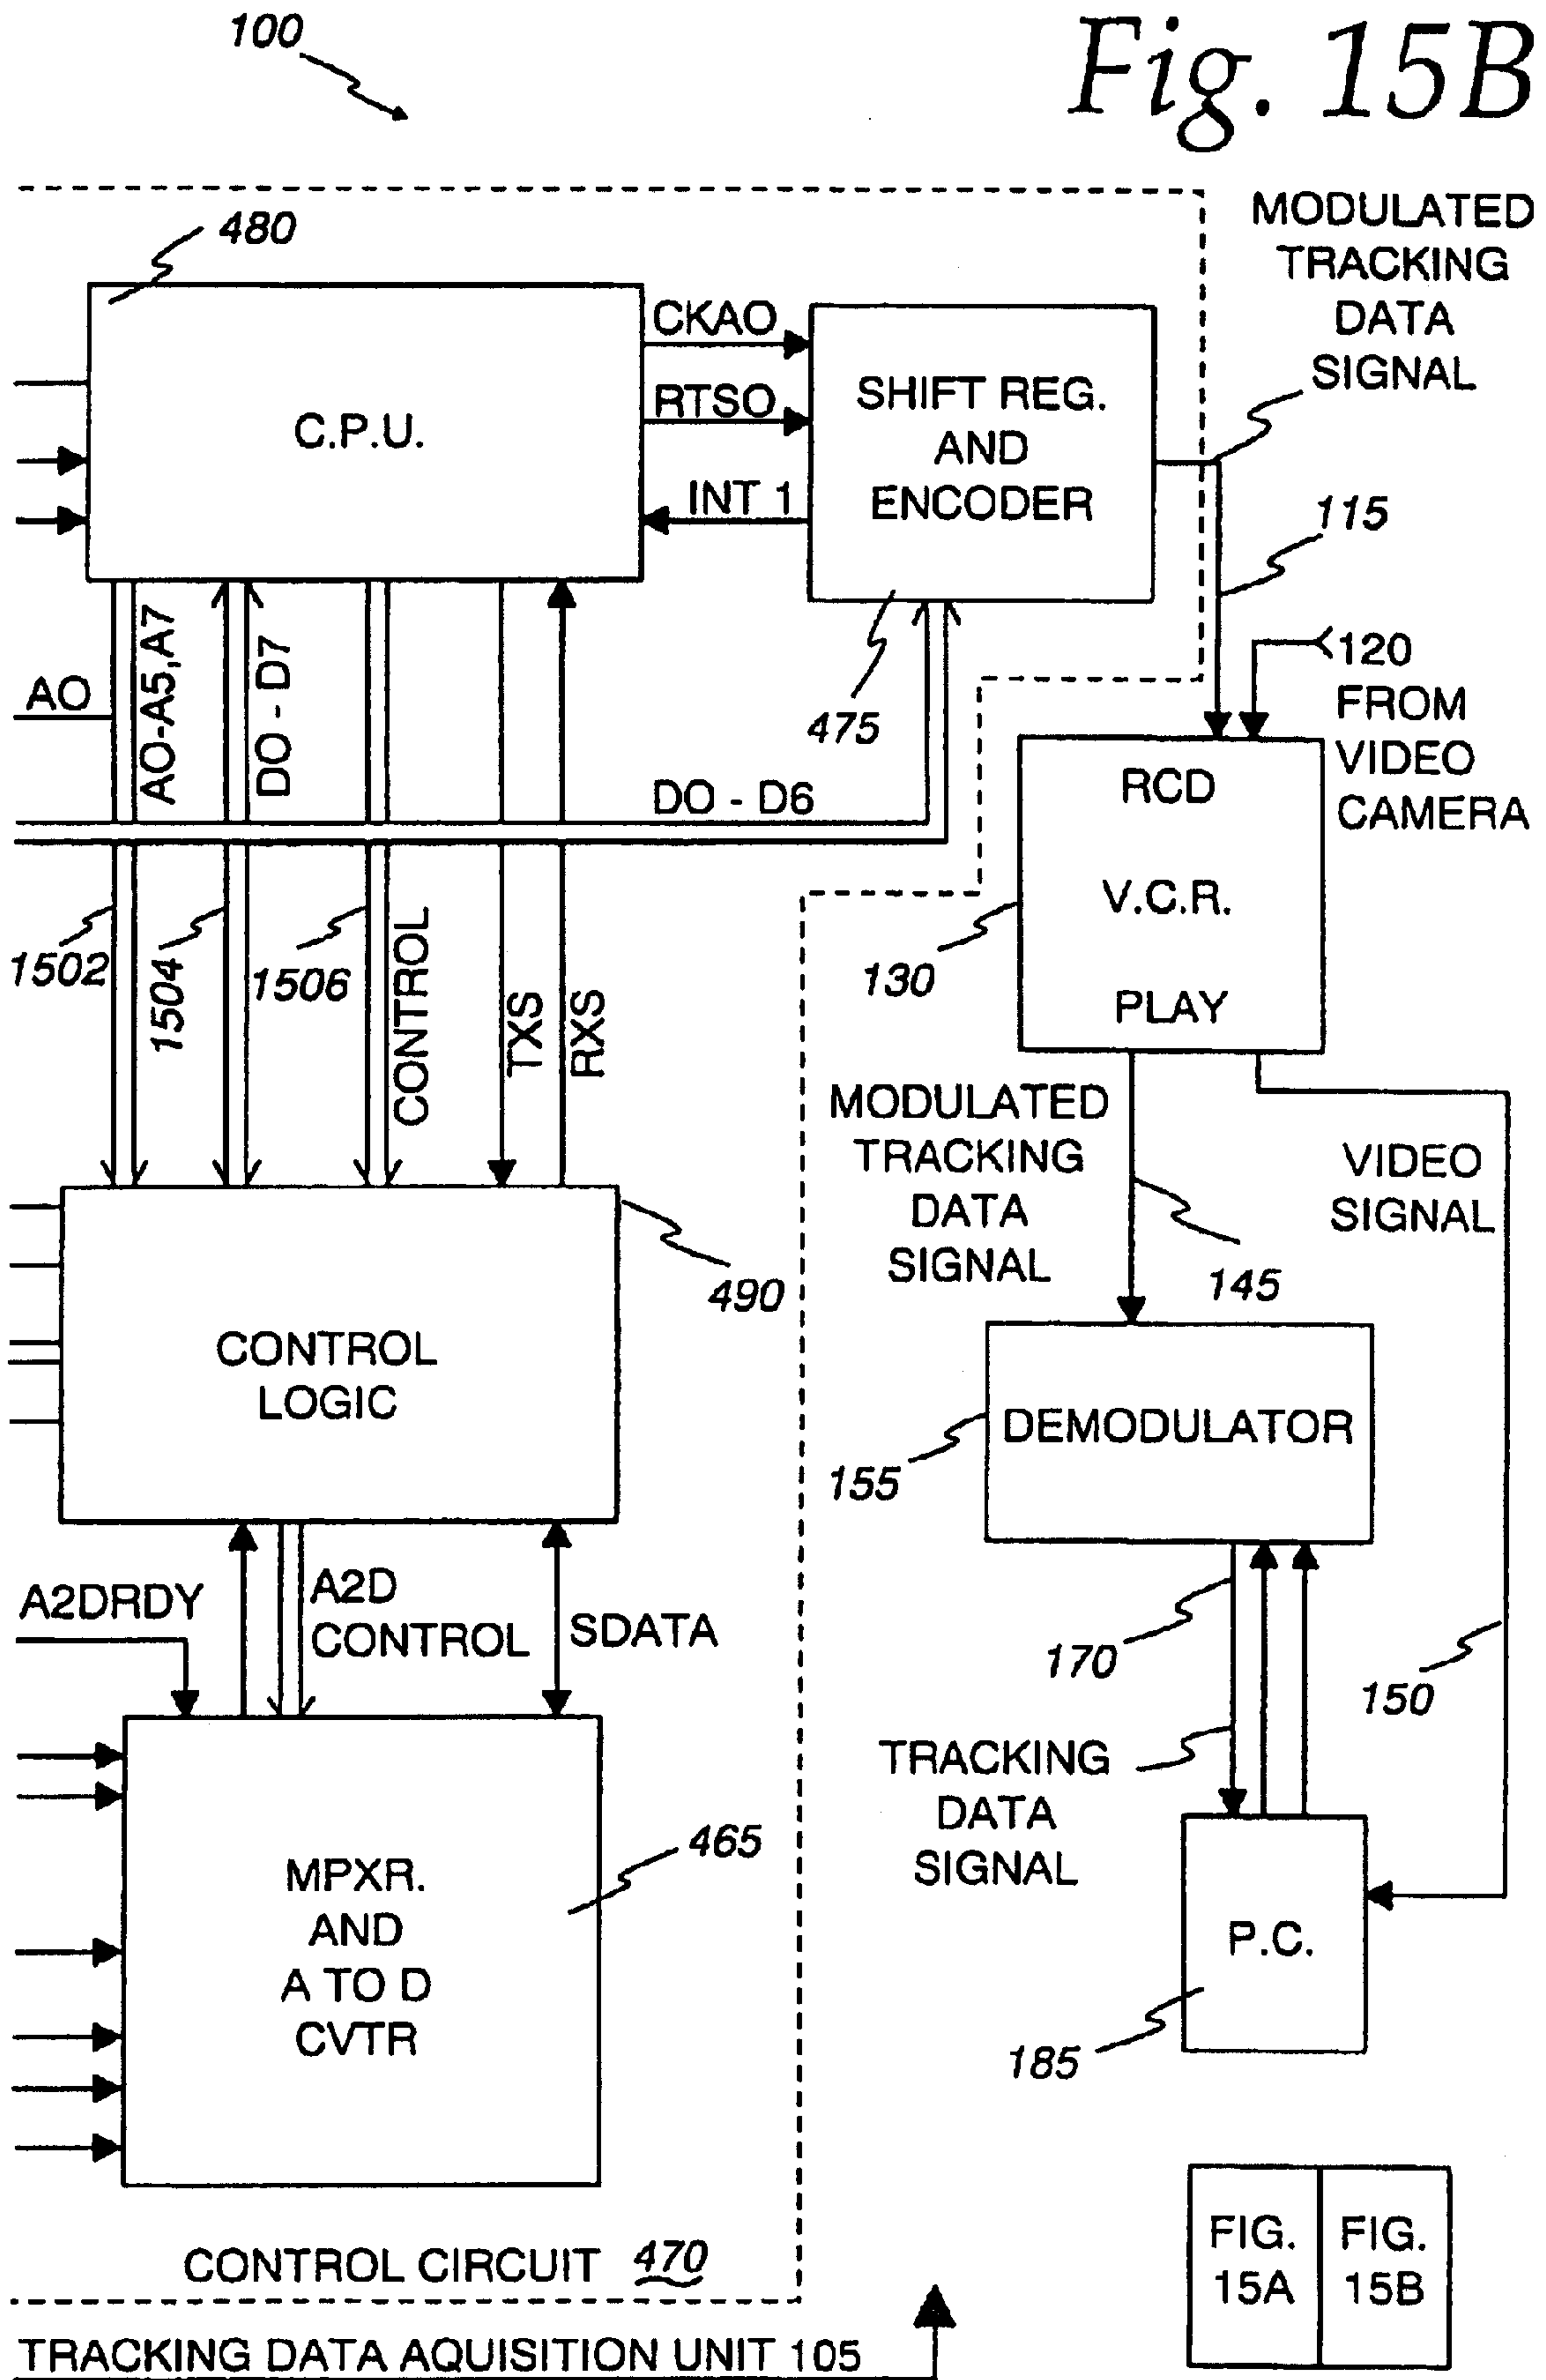 100
Fig. 15B
MODULATED
TRACKING
DATA
SIGNAL
480
C.P.U.
CKAO
RTSO
INT 1
SHIFT REG.
AND
ENCODER
115
AO
AO-A5,A7
DO - D7
475
120
FROM
VIDEO
CAMERA
DO - D6
RCD
V.C.R.
PLAY
130
1502
1504
1506
CONTROL
TXS
RXS
MODULATED
TRACKING
DATA
SIGNAL
145
VIDEO
SIGNAL
490
CONTROL
LOGIC
DEMODULATOR
155
A2DRDY
A2D
CONTROL
SDATA
170
150
TRACKING
DATA
SIGNAL
465
MPXR.
AND
A TO D
CVTR
P.C.
185
CONTROL CIRCUIT 470
FIG.
15A
FIG.
15B
TRACKING DATA AQUISITION UNIT 105